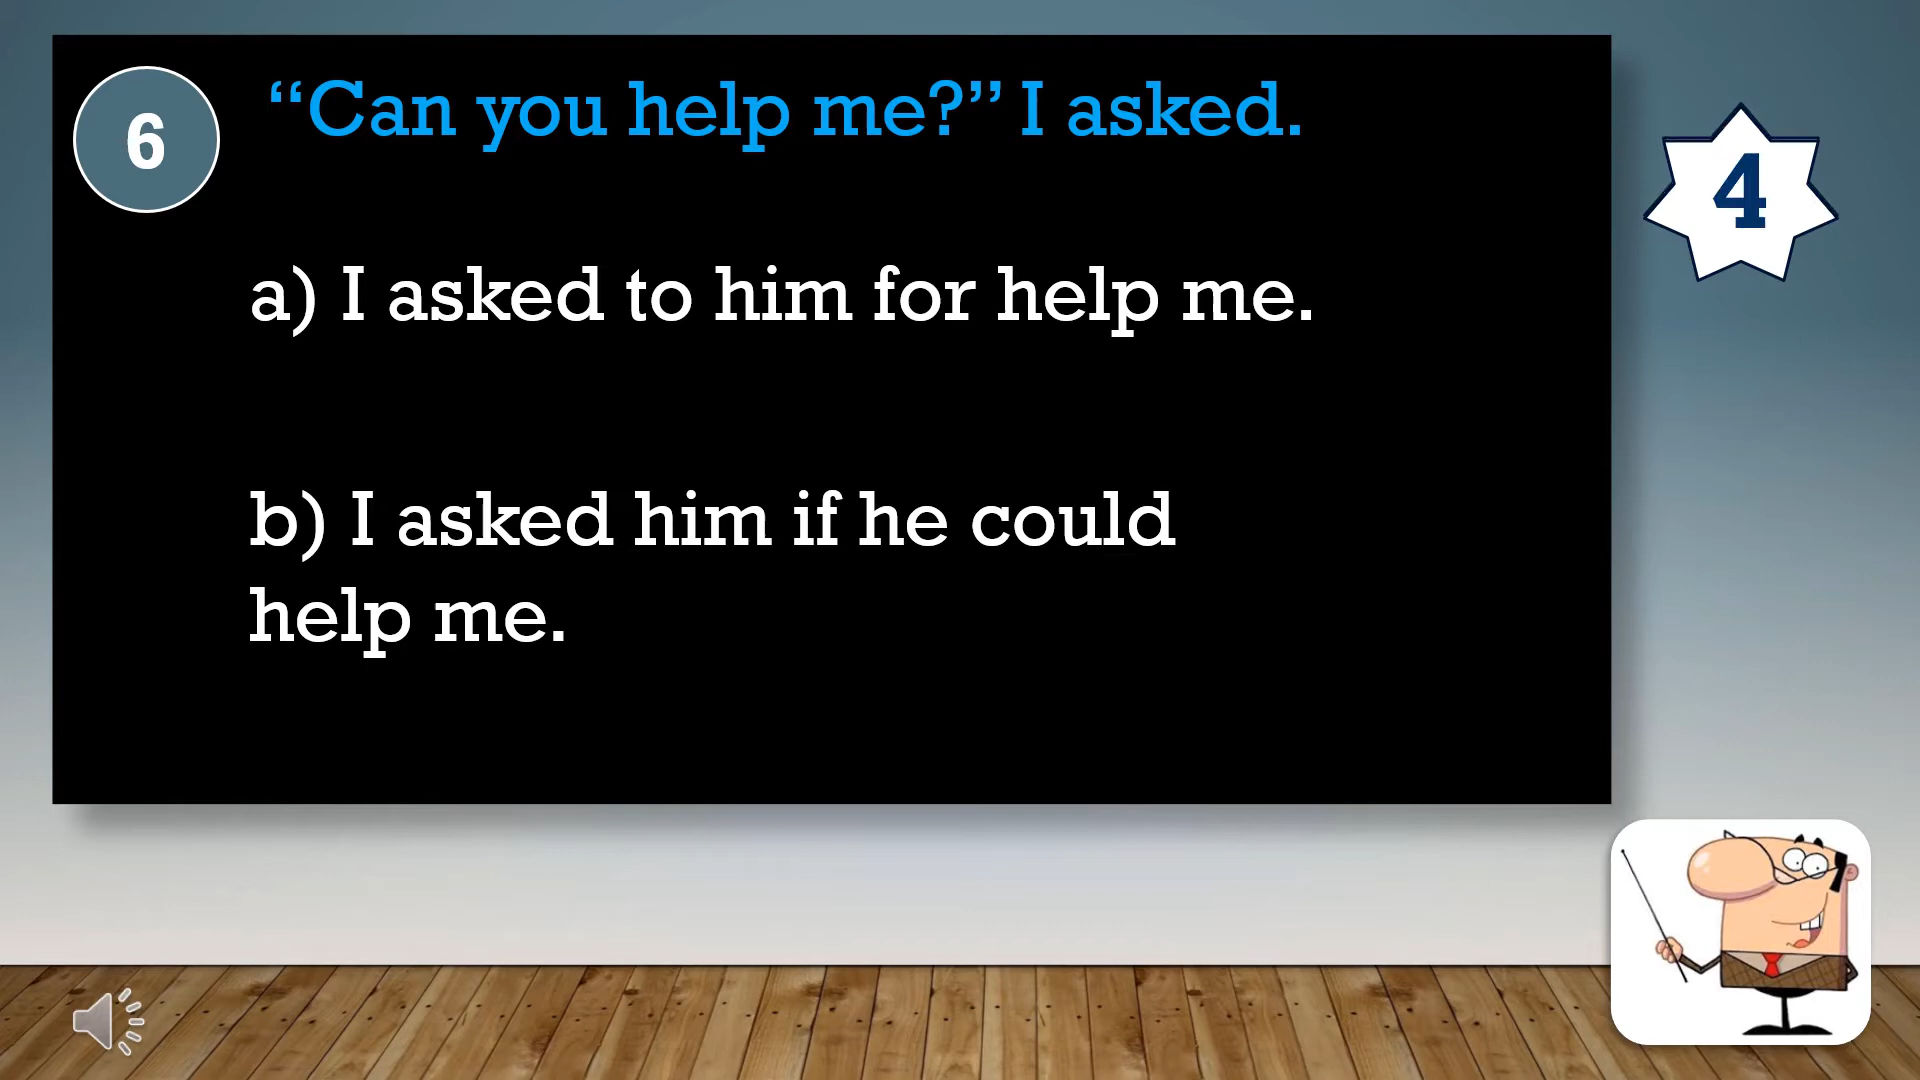 6
“Can you help me?” I asked.
4
a) I asked to him for help me.
b) I asked him if he could
help me.